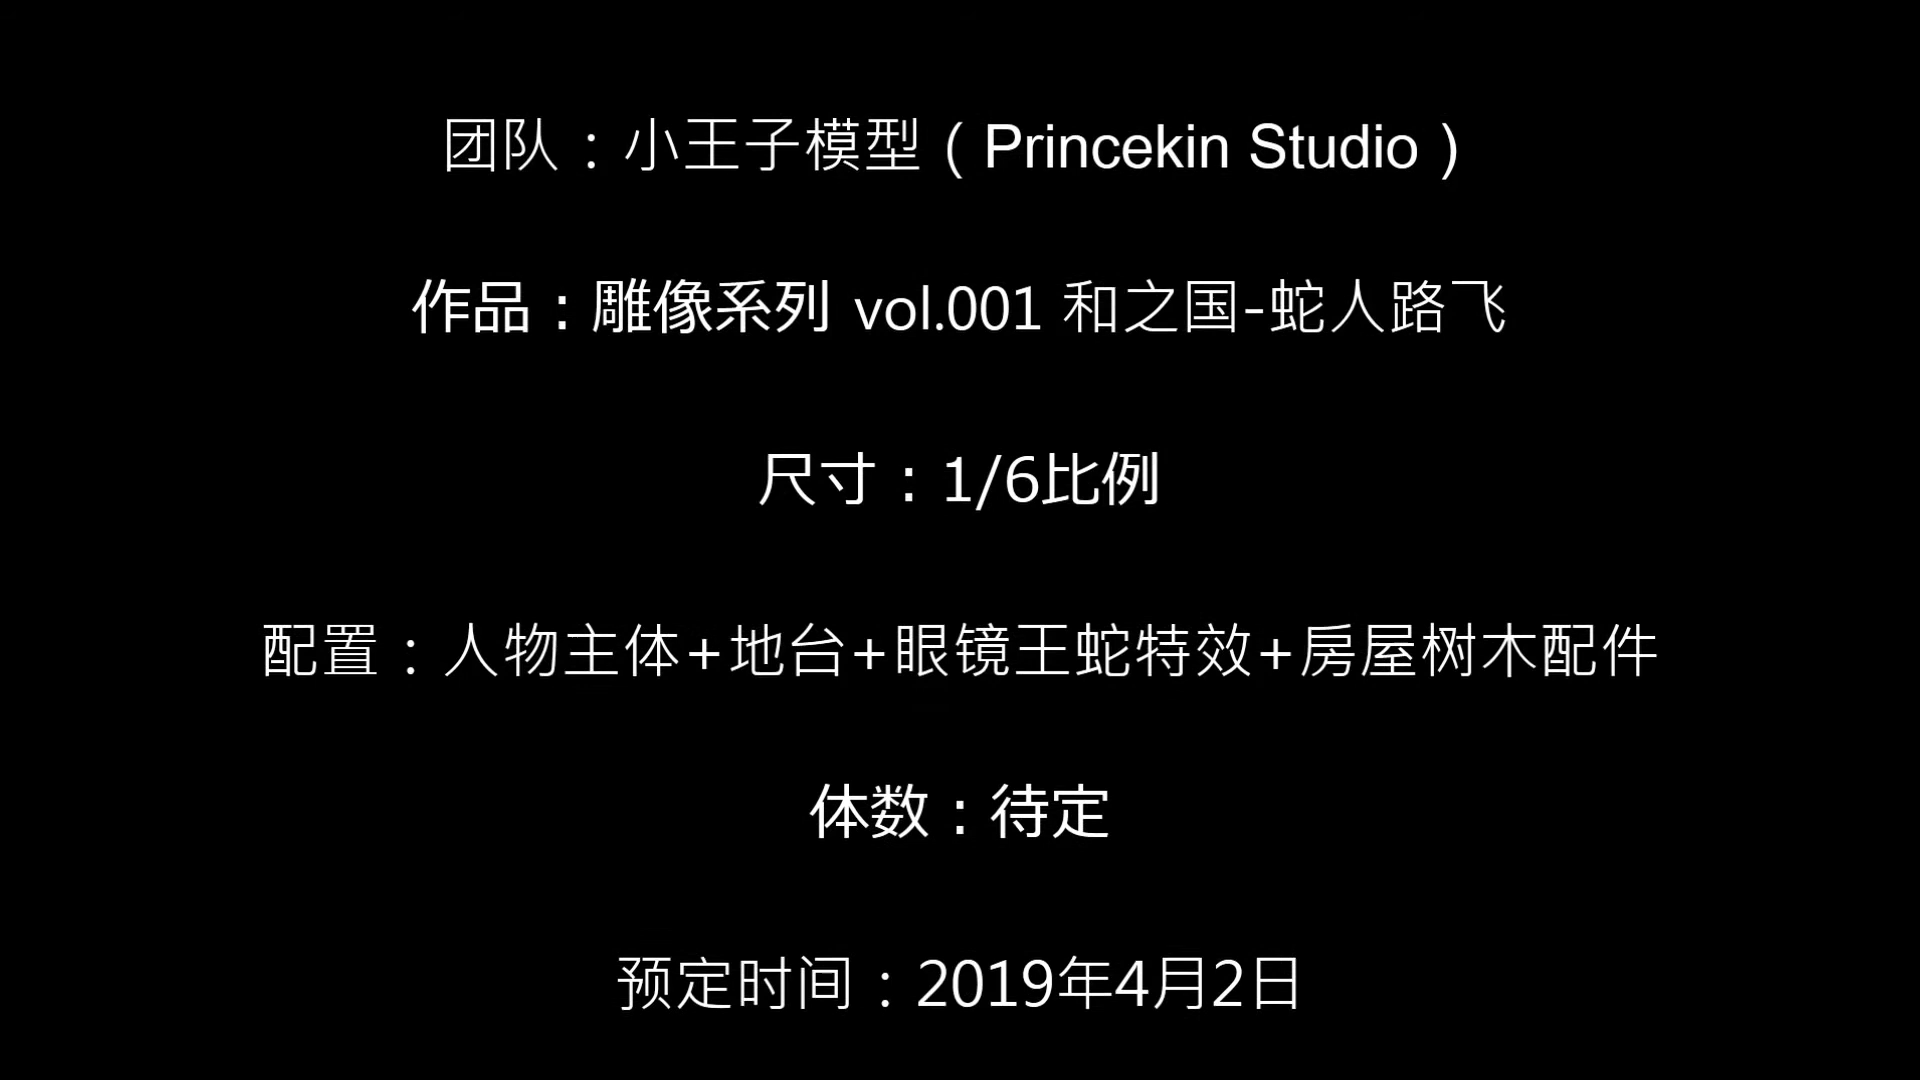 团队：小王子模型（Princekin Studio）
作品：雕像系列 vol.001 和之国-蛇人路飞
尺寸：1/6比例
配置：人物主体+地台+眼镜王蛇特效+房屋树木配件
体数：待定
预定时间：2019年4月2日